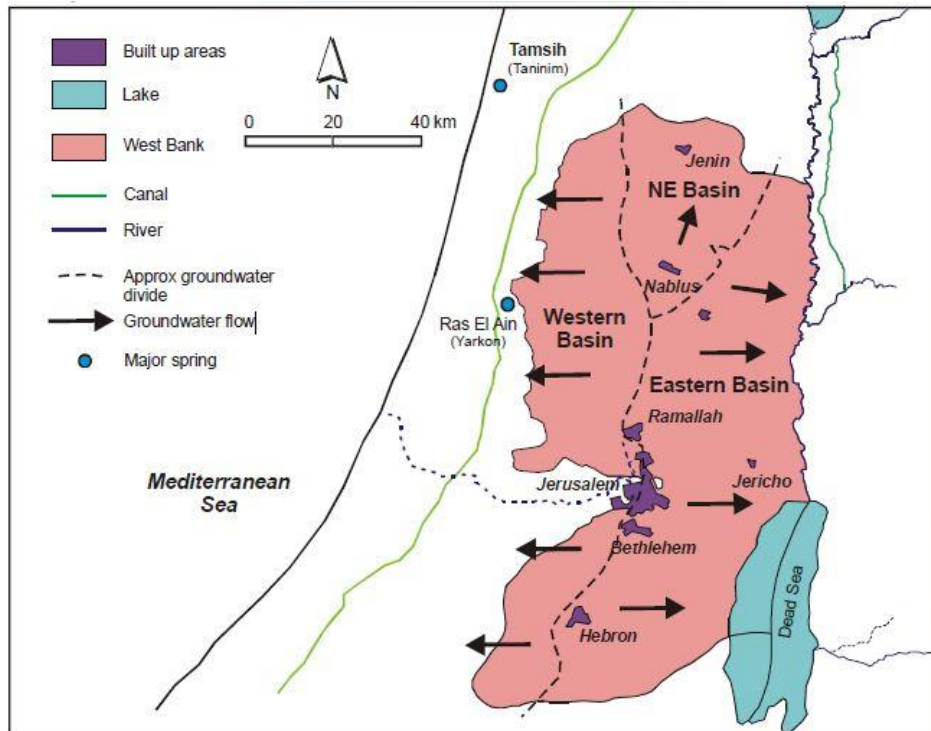 Built up areas
Lake
West Bank
Canal
River
Approx groundwater
divide
Groundwater flow
Major spring
N
0 20 40 km
Tamsih
(Taninim)
Jenin
NE Basin
Nablus
Ras El Ain
(Yarkon)
Western
Basin
Eastern Basin
Ramallah
Mediterranean
Sea
Jerusalem
Jericho
Bethlehem
Hebron
Dead Sea